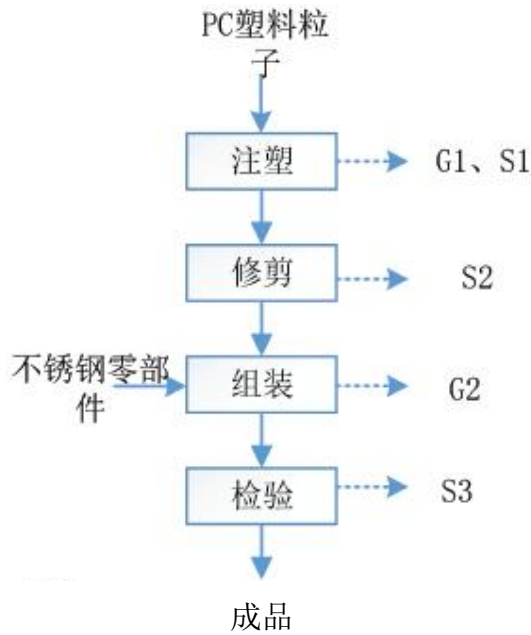 PC塑料粒
子
注塑
G1、S1
修剪
S2
不锈钢零部
件
组装
G2
检验
S3
成品